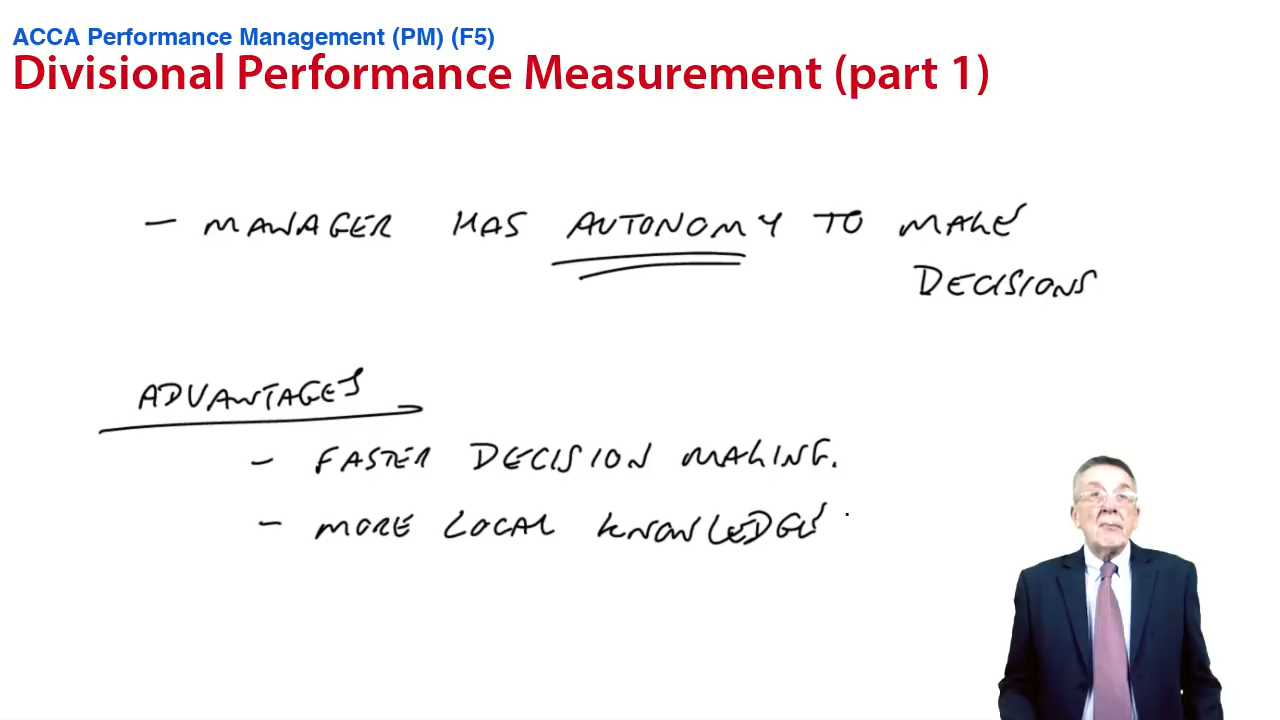 ACCA Performance Management (PM) (F5)
Divisional Performance Measurement (part 1)
- MANAGER HAS AUTONOMY TO MAKE
DECISIONS
ADVANTAGES
- FASTER DECISION MAKING.
- MORE LOCAL KNOWLEDGE